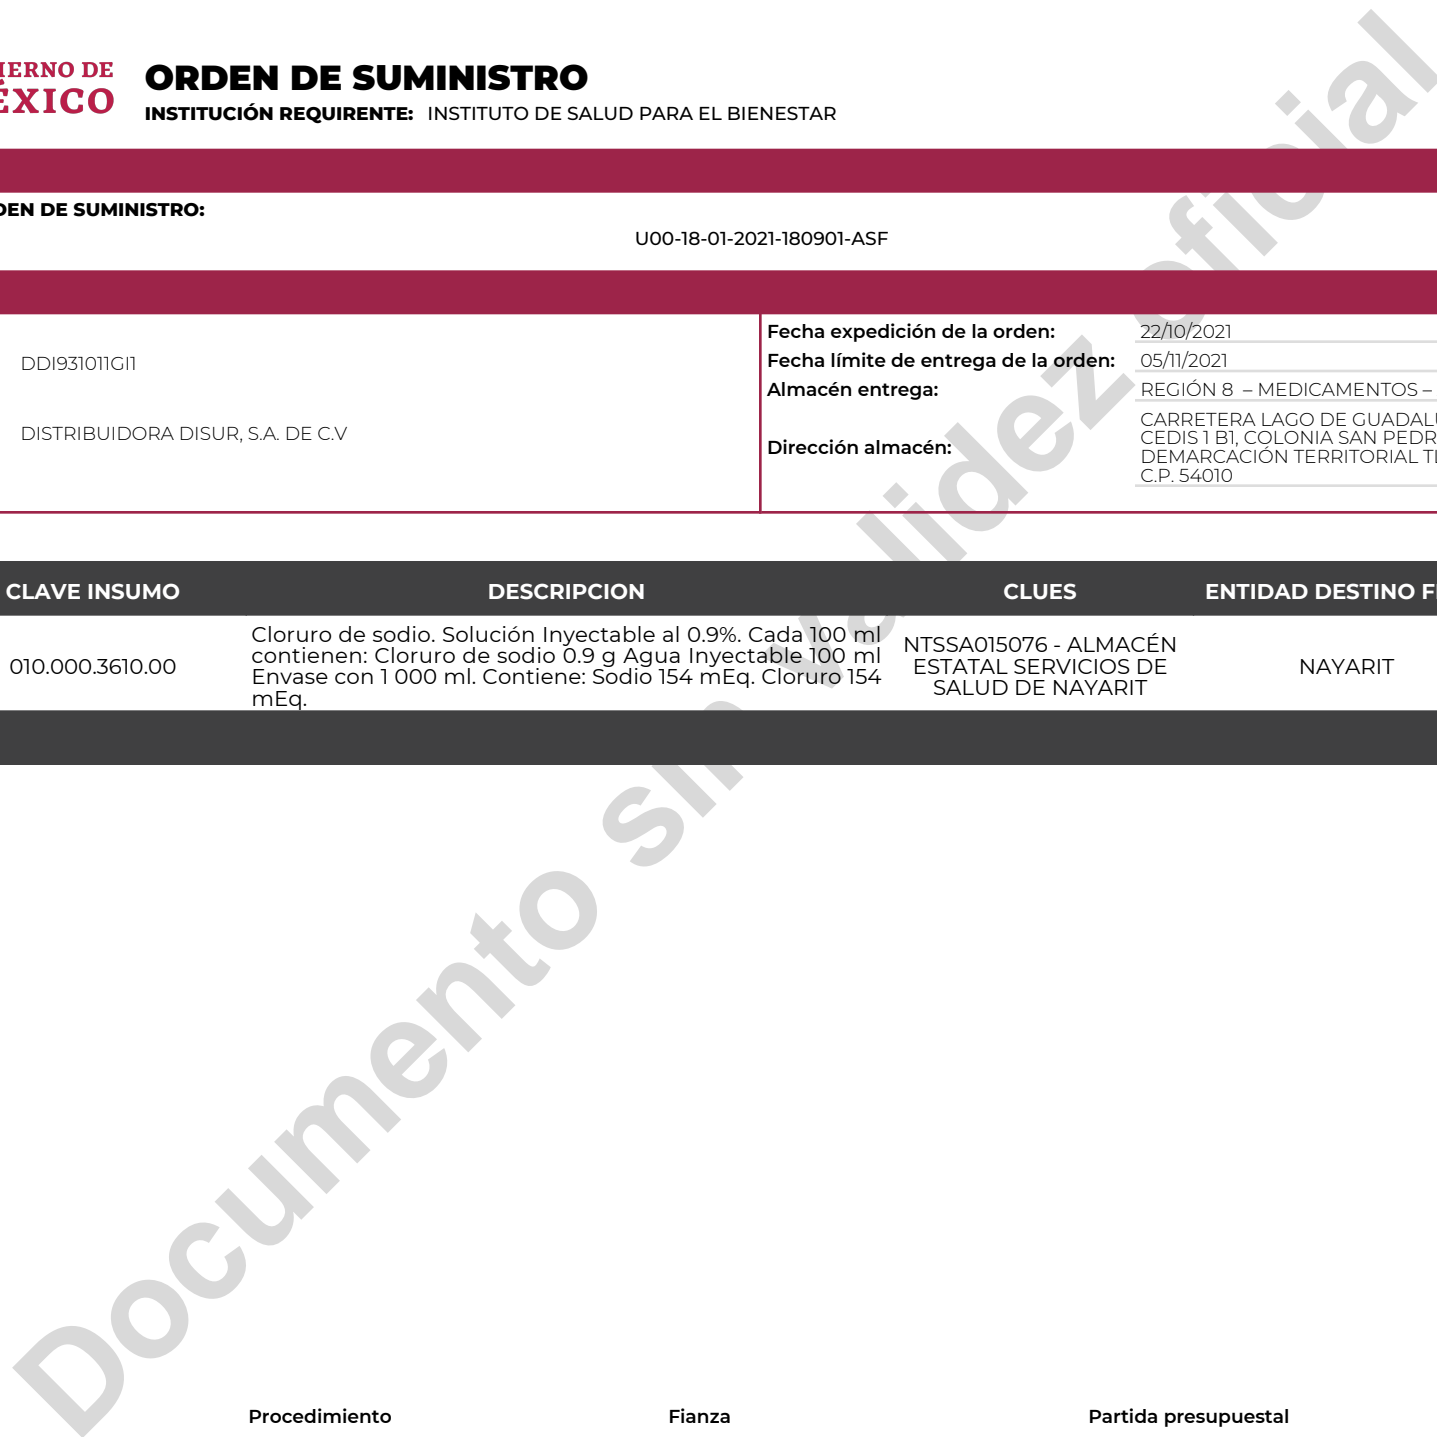 IERNO DE
ÉXICO
ORDEN DE SUMINISTRO
INSTITUCIÓN REQUIRENTE: INSTITUTO DE SALUD PARA EL BIENESTAR
DEN DE SUMINISTRO:
U00-18-01-2021-180901-ASF
DDI931011GI1
DISTRIBUIDORA DISUR, S.A. DE C.V
Fecha expedición de la orden: 22/10/2021
Fecha límite de entrega de la orden: 05/11/2021
Almacén entrega: REGIÓN 8 – MEDICAMENTOS –
Dirección almacén:
CARRETERA LAGO DE GUADALU
CEDIS 1 B1, COLONIA SAN PEDR
DEMARCACIÓN TERRITORIAL TL
C.P. 54010
CLAVE INSUMO DESCRIPCION CLUES ENTIDAD DESTINO FI
010.000.3610.00
Cloruro de sodio. Solución Inyectable al 0.9%. Cada 100 ml
contienen: Cloruro de sodio 0.9 g Agua Inyectable 100 ml
Envase con 1 000 ml. Contiene: Sodio 154 mEq. Cloruro 154
mEq.
NTSSA015076 - ALMACÉN
ESTATAL SERVICIOS DE
SALUD DE NAYARIT
NAYARIT
Documento sin validez oficial
Procedimiento Fianza Partida presupuestal